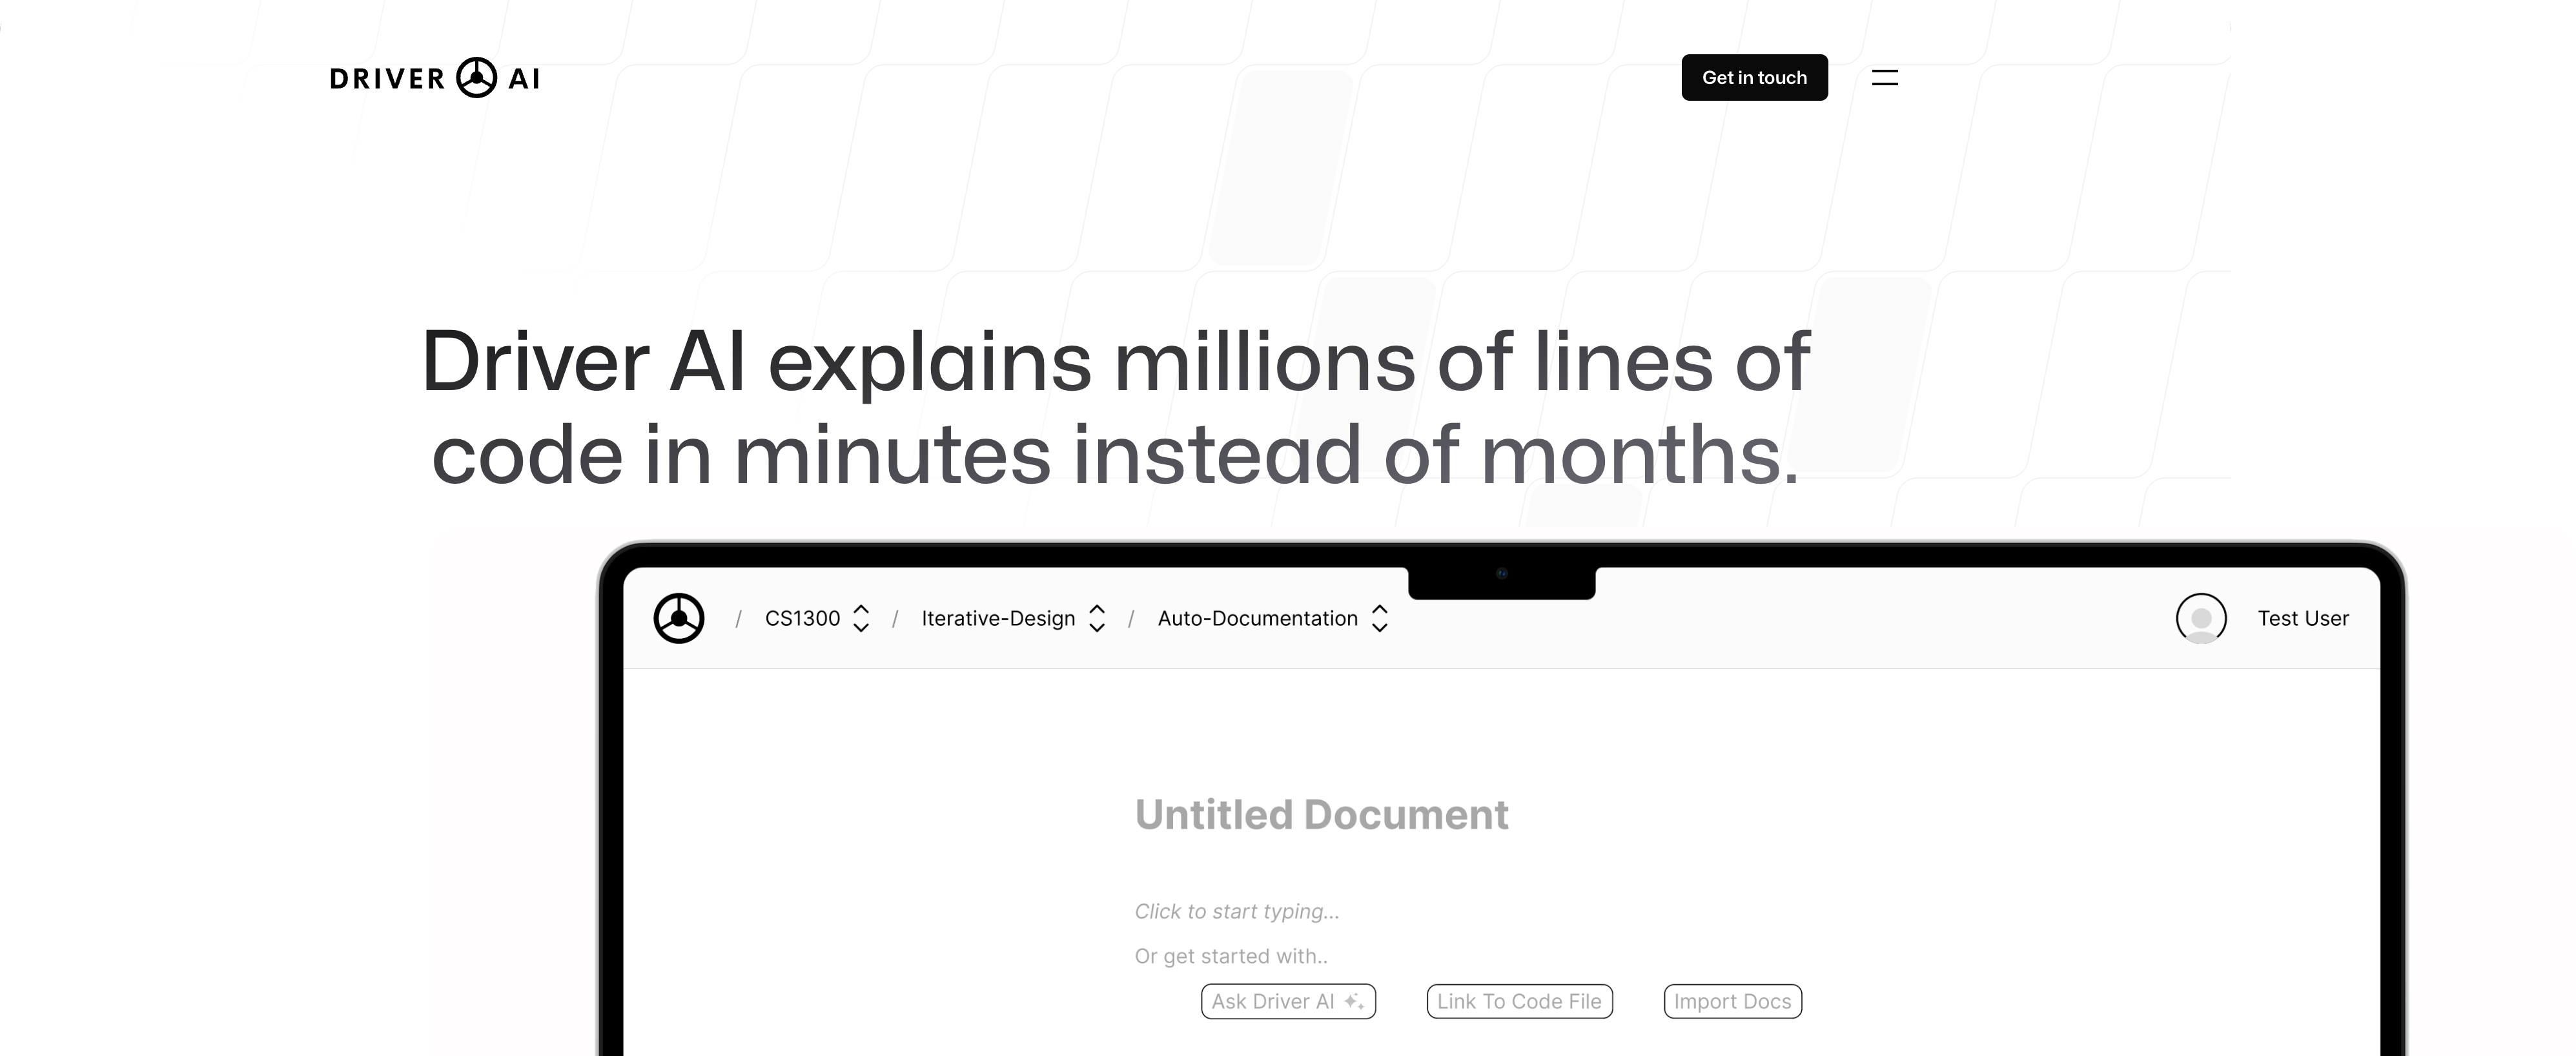 DRIVER AI
Get in touch
Driver AI explains millions of lines of
code in minutes instead of months.
/ CS1300 / Iterative-Design / Auto-Documentation
Test User
Untitled Document
Click to start typing...
Or get started with..
Ask Driver AI
Link To Code File
Import Docs